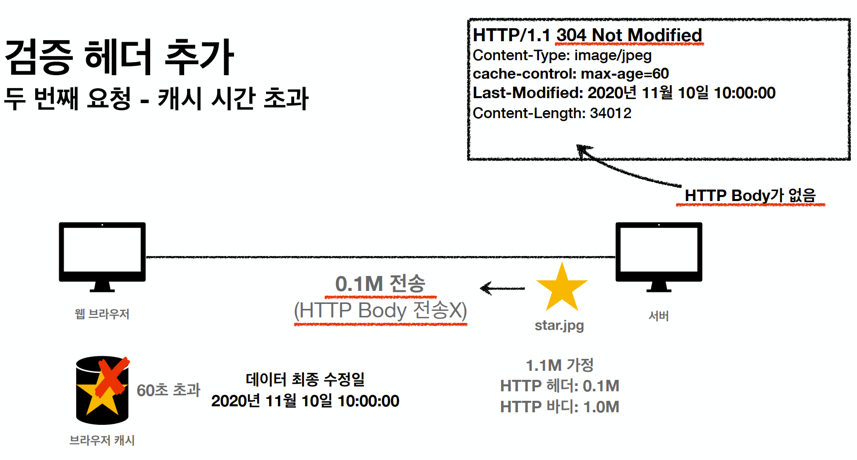 검증 헤더 추가
두 번째 요청 - 캐시 시간 초과
HTTP/1.1 304 Not Modified
Content-Type: image/jpeg
cache-control: max-age=60
Last-Modified: 2020년 11월 10일 10:00:00
Content-Length: 34012
HTTP Body가 없음
0.1M 전송
(HTTP Body 전송X)
star.jpg
웹 브라우저
서버
60초 초과
데이터 최종 수정일
2020년 11월 10일 10:00:00
1.1M 가정
HTTP 헤더: 0.1M
HTTP 바디: 1.0M
브라우저 캐시